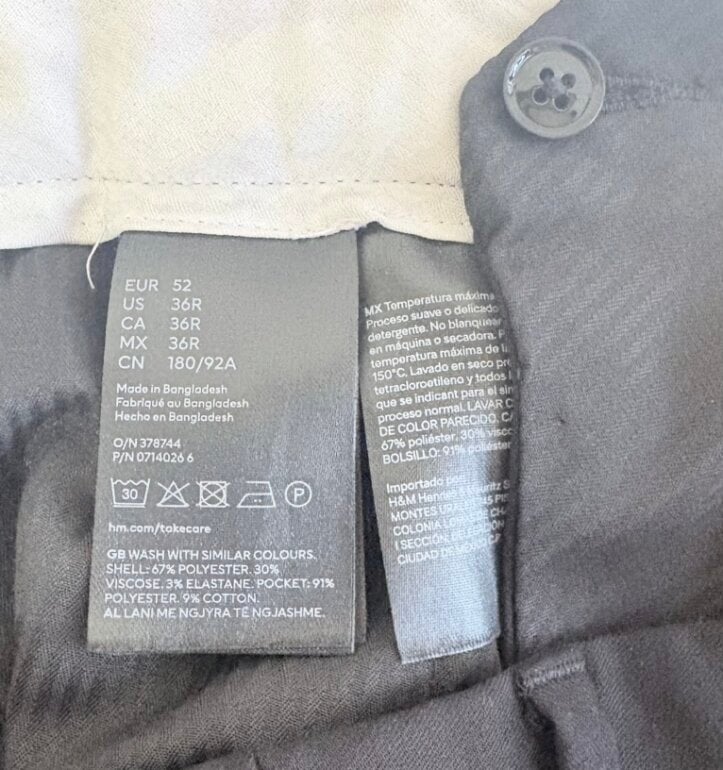 EUR 52
US 36R
CA 36R
MX 36R
CN 180/92A
Made in Bangladesh
Fabriqué au Bangladesh
Hecho en Bangladesh
O/N 378744
P/N 0714026 6
30
P
hm.com/takecare
GB WASH WITH SIMILAR COLOURS.
SHELL: 67% POLYESTER. 30%
VISCOSE. 3% ELASTANE. POCKET: 91%
POLYESTER. 9% COTTON.
AL LANI ME NGJYRA TË NGJASHME.
MX Temperatura máxima
Proceso suave o delicado
detergente. No blanquear
en máquina o secadora.
temperatura máxima de
150°C. Lavado en seco
tetracloroetileno y todos
que se indicant para el
proceso normal. LAVAR
DE COLOR PARECIDO.
67% poliéster. 30%
BOLSILLO: 91% poliéster
Importado por
H&M Hennes
MONTES
COLONIA
CIUDAD DE